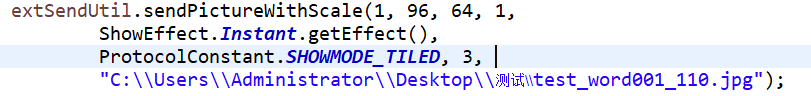 extSendUtil.sendPictureWithScale(1, 96, 64, 1,
ShowEffect.Instant.getEffect(),
ProtocolConstant.SHOWMODE_TILED, 3,
"C:\\Users\\Administrator\\Desktop\\测试\\test_word001_110.jpg");